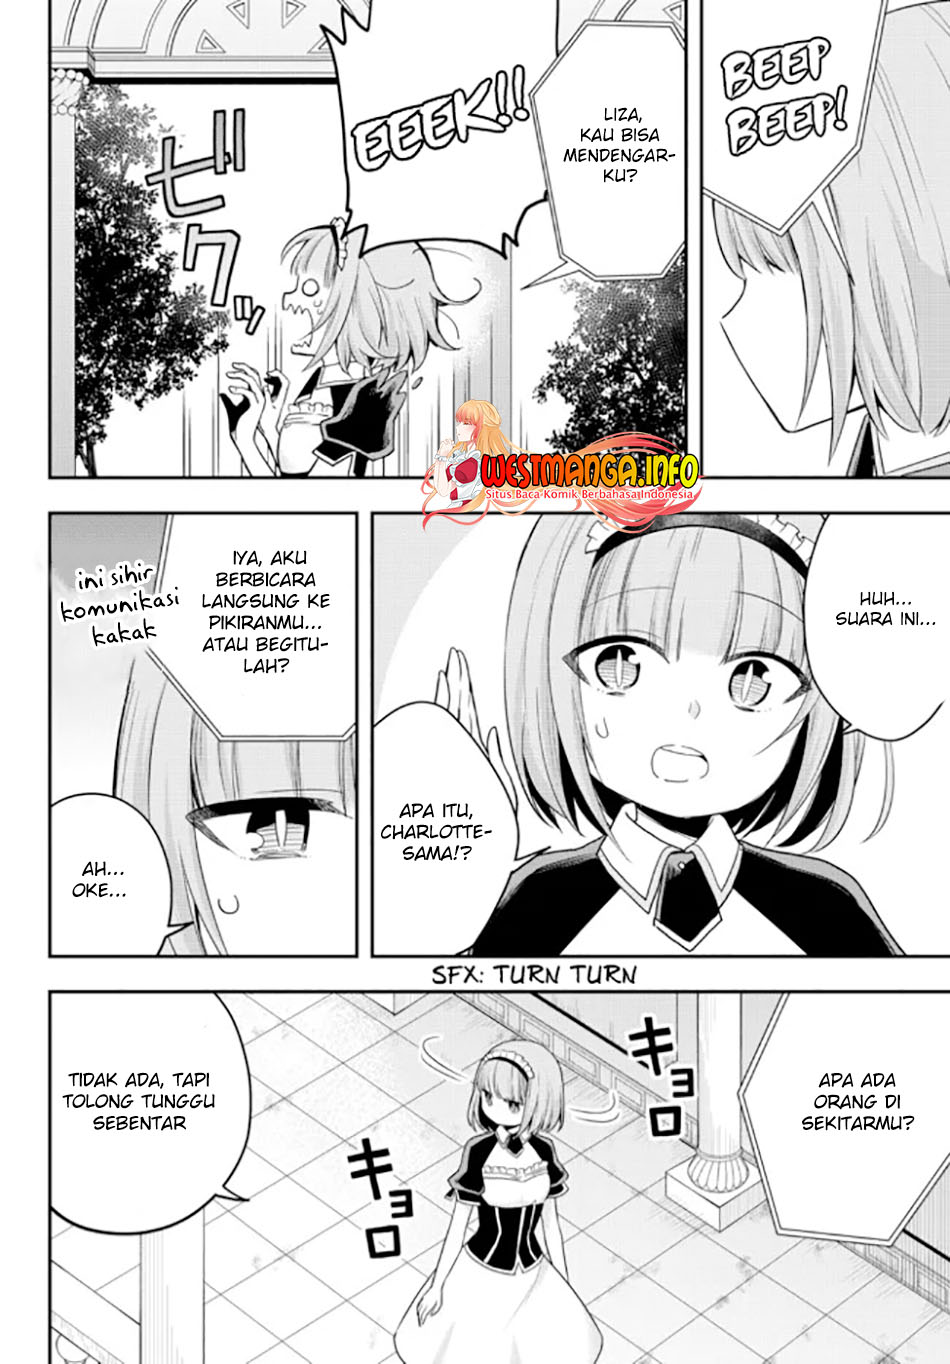 BEEP
BEEP!
LIZA,
KAU BISA
MENDENGAR-
KU?
EEEK!!
ビクッ
WESTMANGA.INFO
Situs Baca Komik Berbahasa Indonesia
HUH...
SUARA INI...
APA ITU,
CHARLOTTE-
SAMA!?
IYA, AKU
BERBICARA
LANGSUNG KE
PIKIRANMU...
ATAU BEGITU-
LAH?
ini sihir
komunikasi
kakak
AH...
OKE...
SFX: TURN TURN
APA ADA
ORANG DI
SEKITARMU?
キョロ
キョロ
TIDAK ADA, TAPI
TOLONG TUNGGU
SEBENTAR